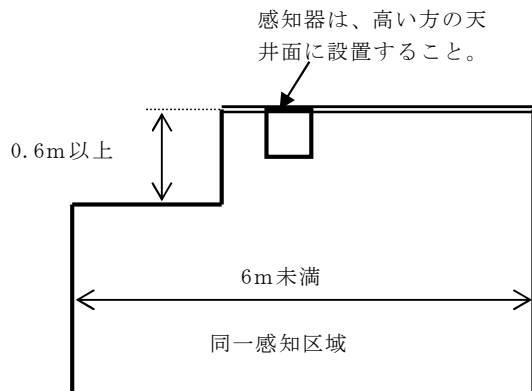 感知器は、高い方の天
井面に設置すること。
0.6m以上
6m未満
同一感知区域